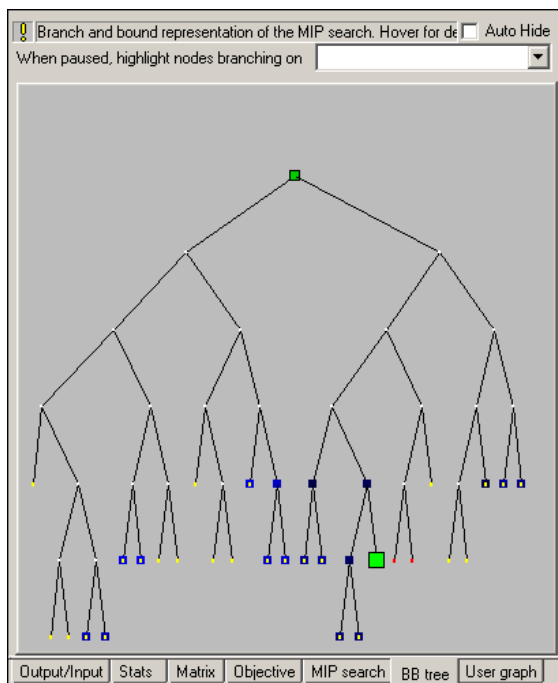 Branch and bound representation of the MIP search. Hover for de Auto Hide
When paused, highlight nodes branching on
Output/Input Stats Matrix Objective MIP search BB tree User graph